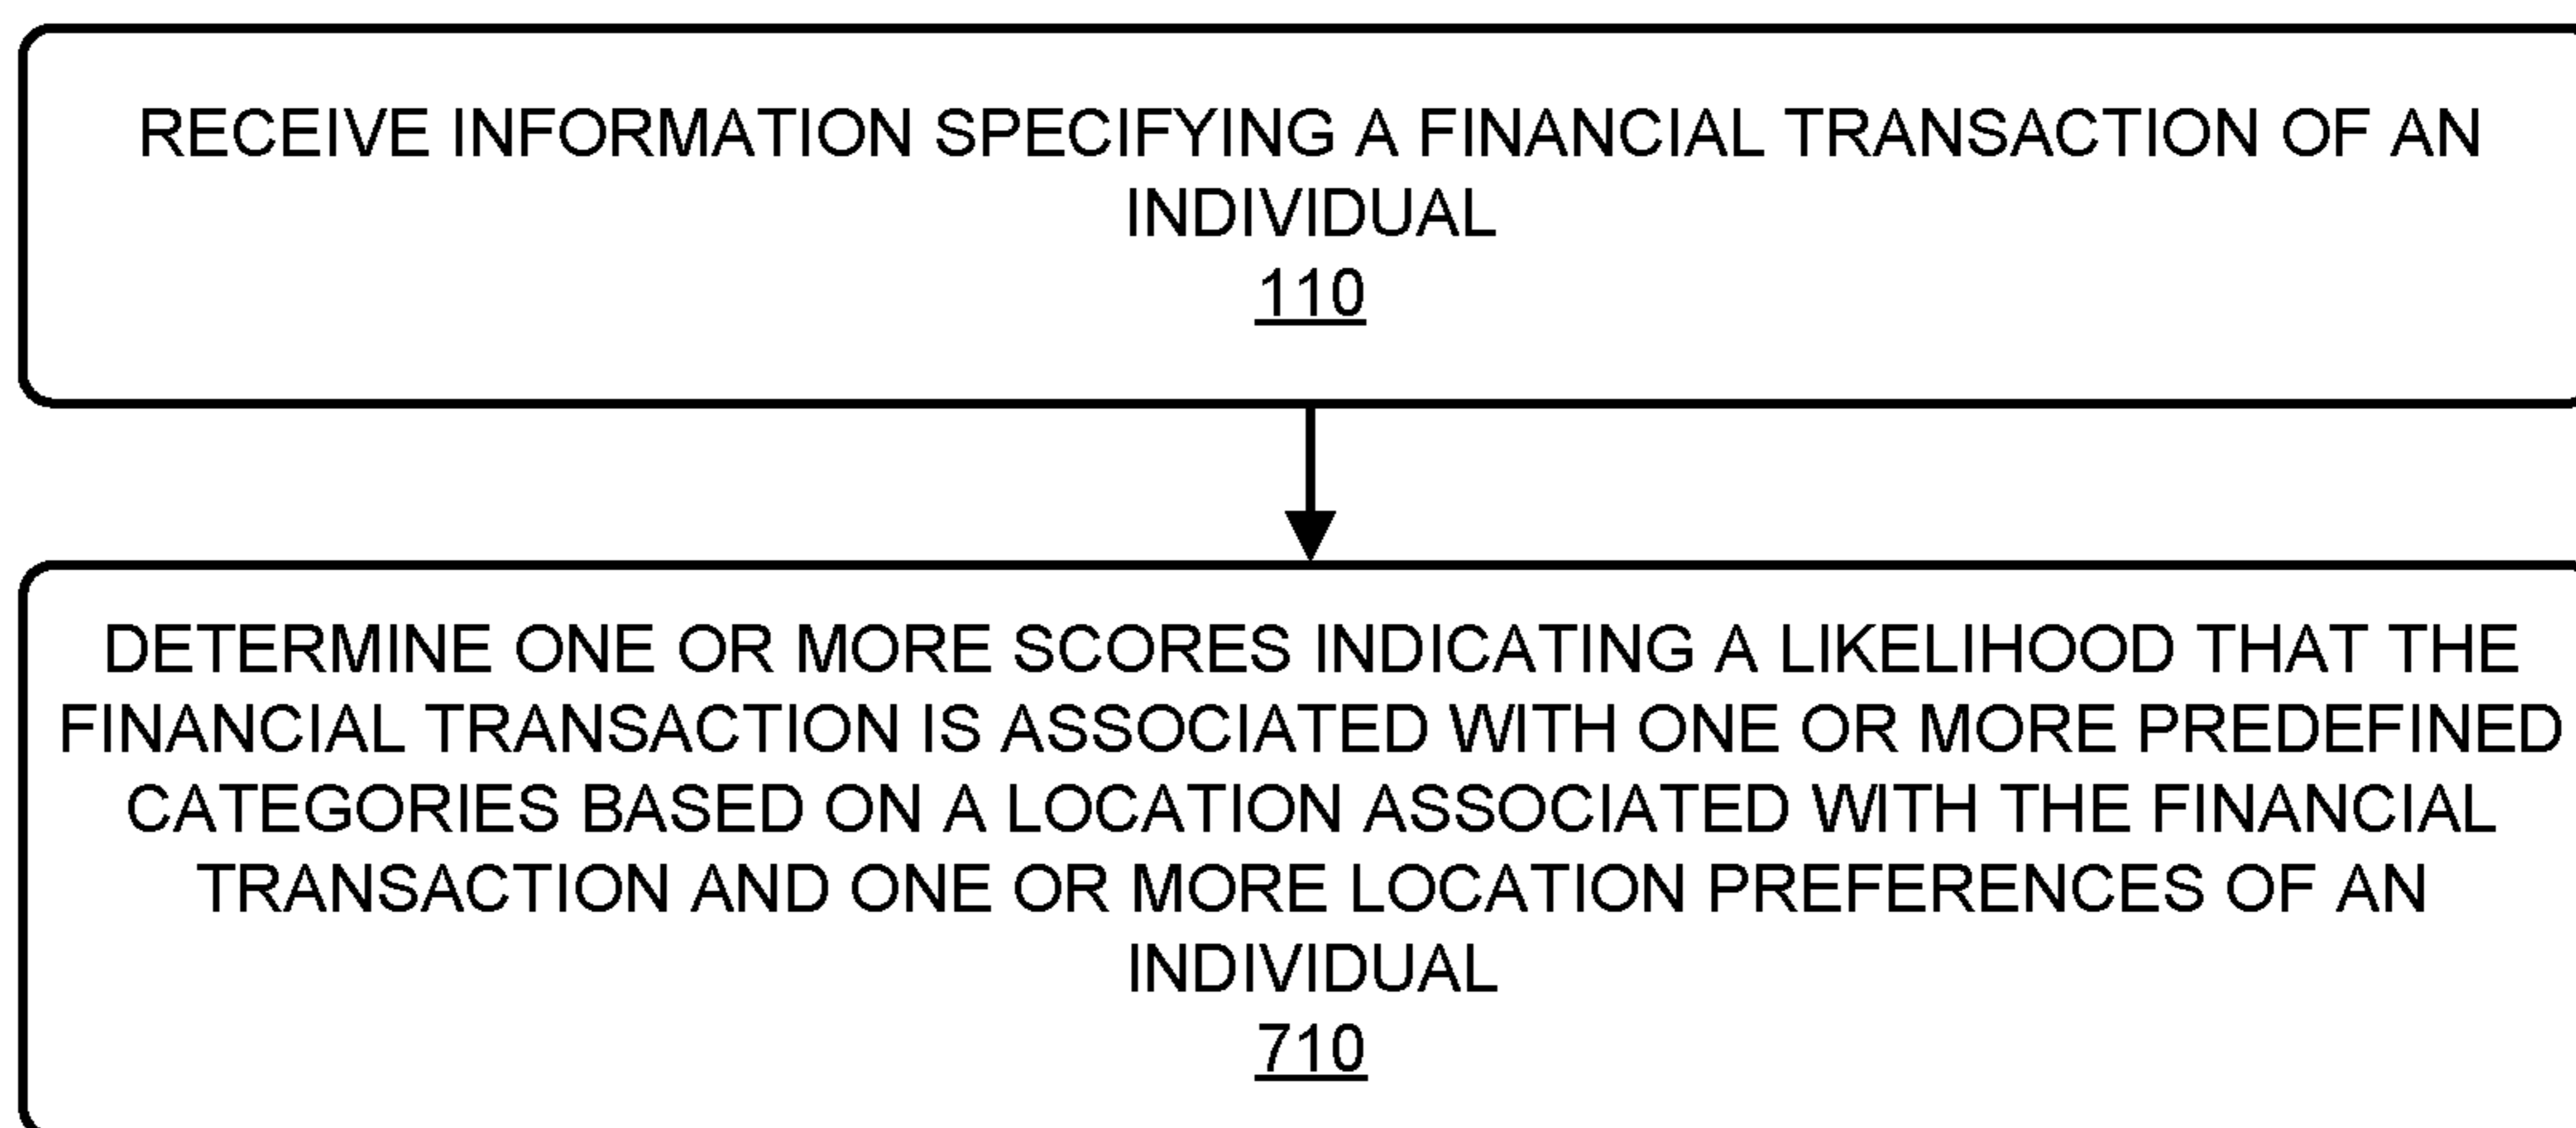 RECEIVE INFORMATION SPECIFYING A FINANCIAL TRANSACTION OF AN
INDIVIDUAL
110
DETERMINE ONE OR MORE SCORES INDICATING A LIKELIHOOD THAT THE
FINANCIAL TRANSACTION IS ASSOCIATED WITH ONE OR MORE PREDEFINED
CATEGORIES BASED ON A LOCATION ASSOCIATED WITH THE FINANCIAL
TRANSACTION AND ONE OR MORE LOCATION PREFERENCES OF AN
INDIVIDUAL
710